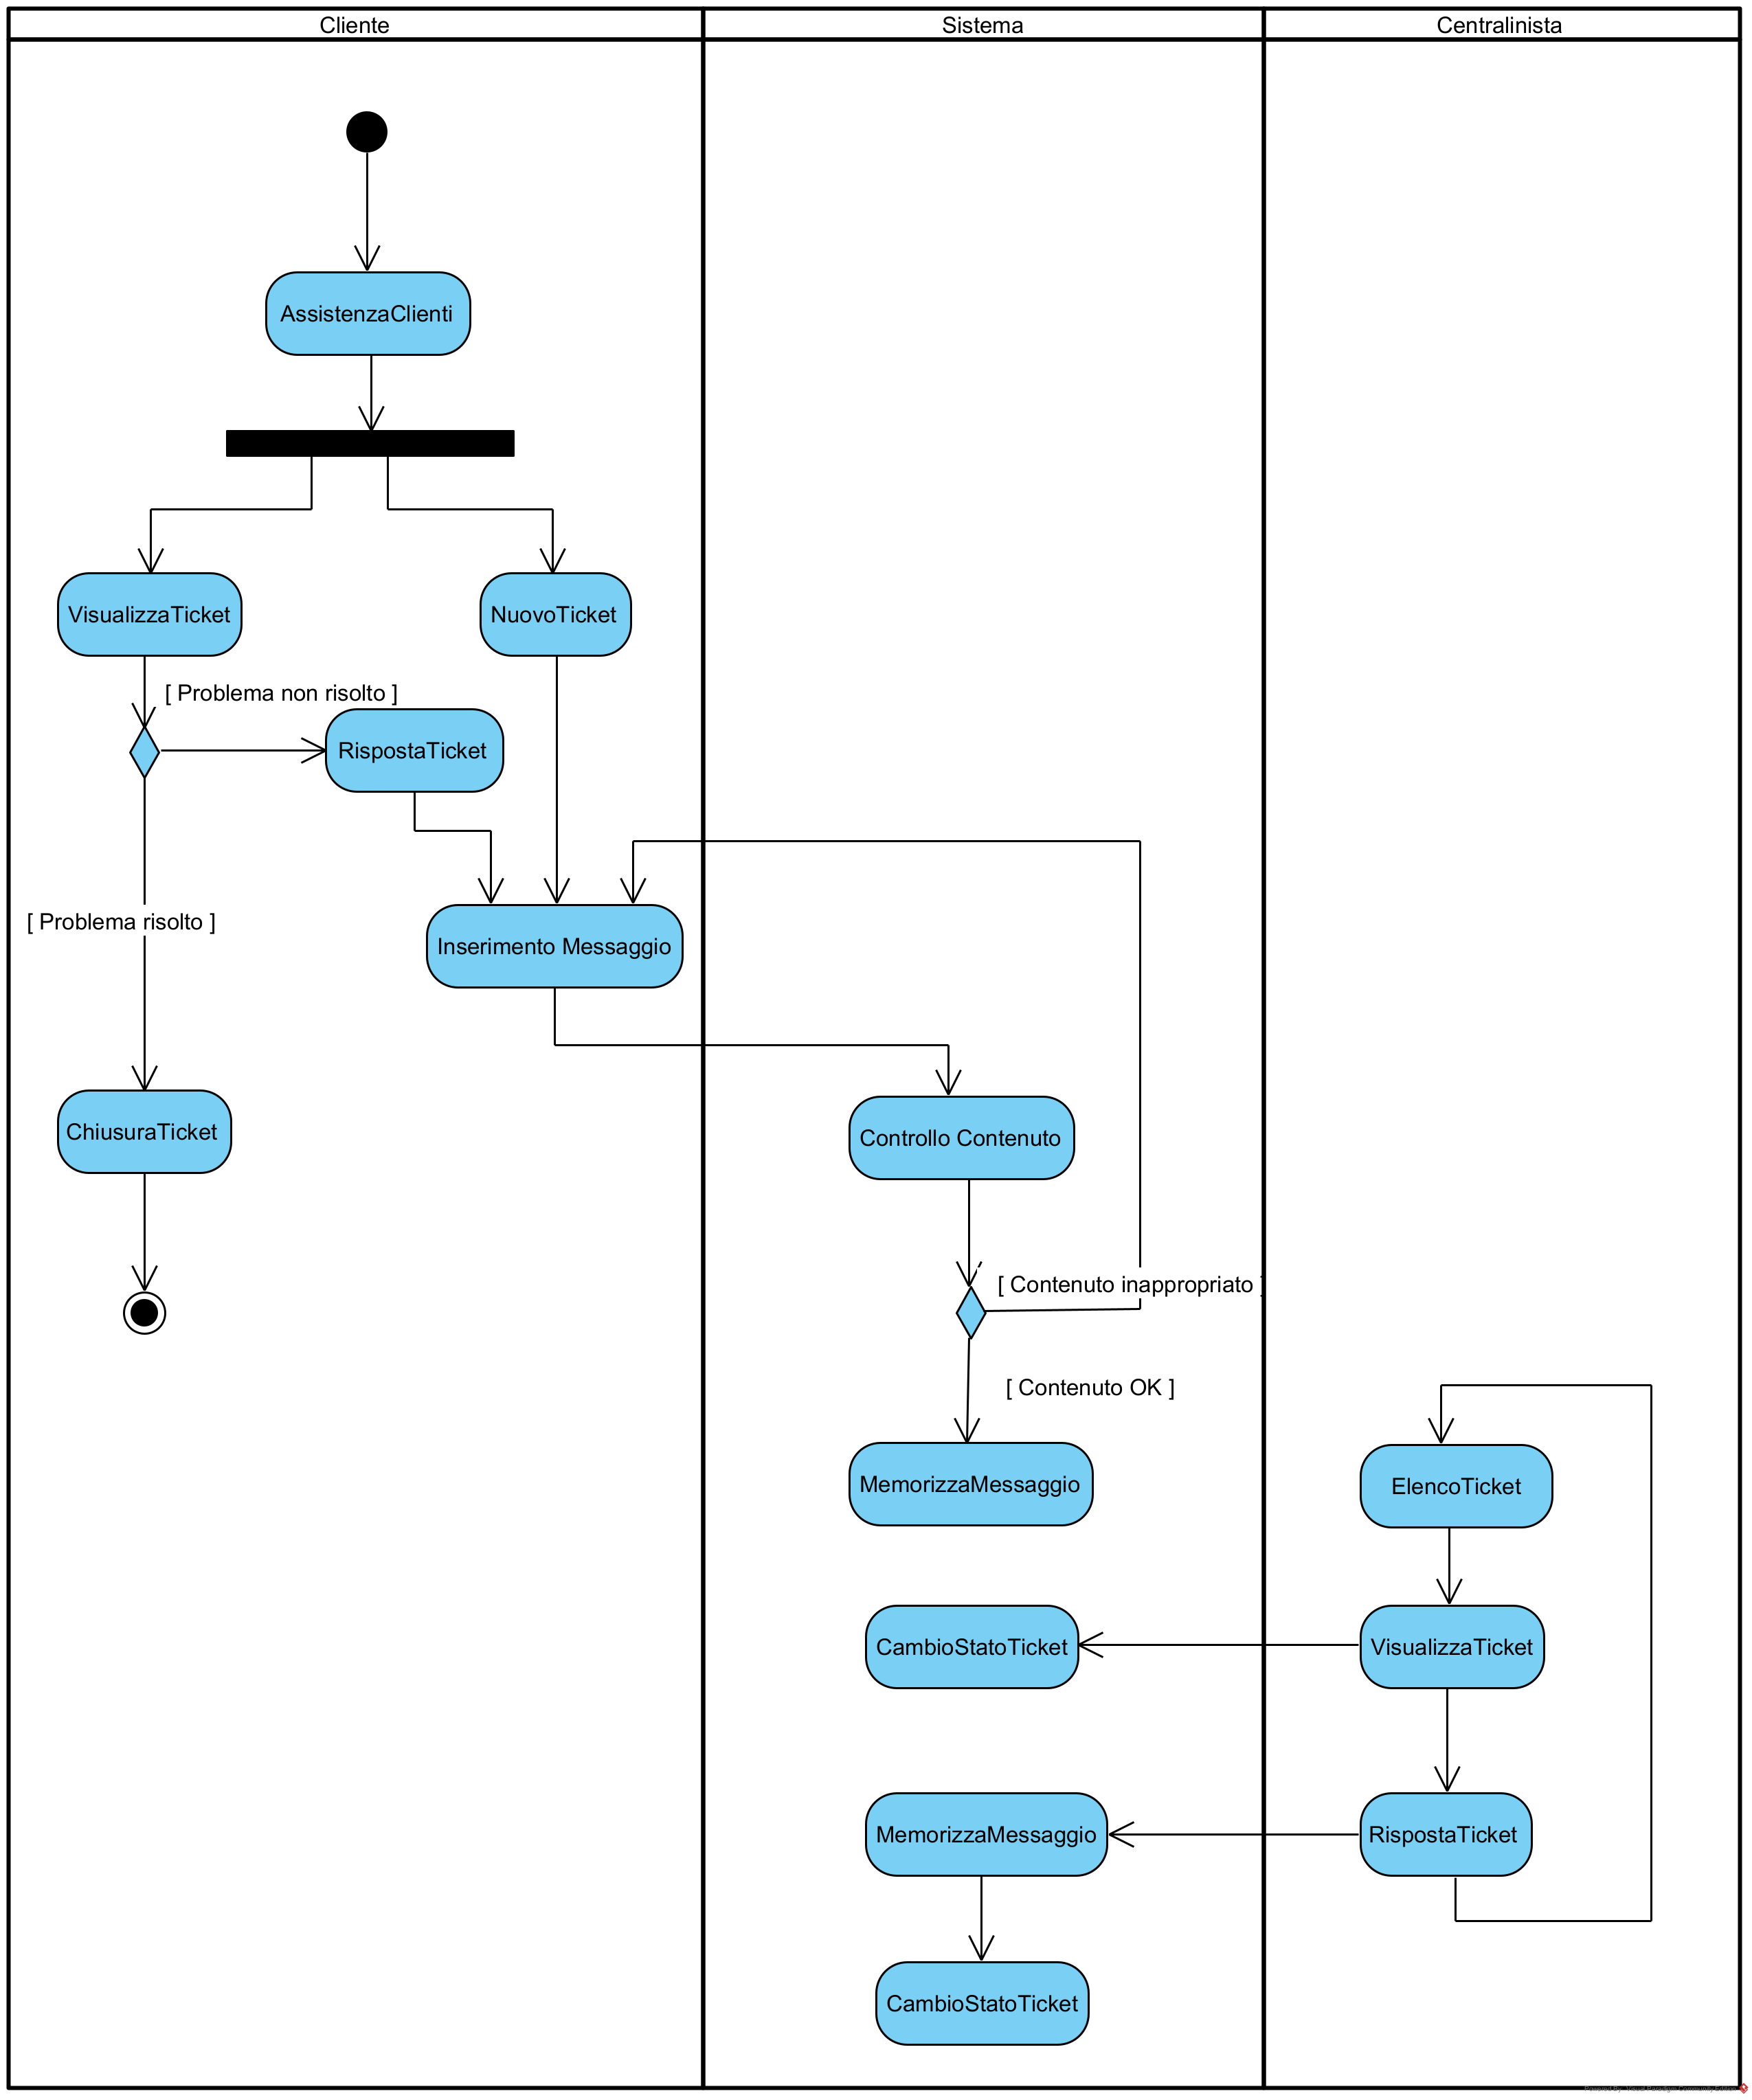 Cliente
Sistema
Centralinista
AssistenzaClienti
VisualizzaTicket
NuovoTicket
[ Problema non risolto ]
RispostaTicket
[ Problema risolto ]
Inserimento Messaggio
ChiusuraTicket
Controllo Contenuto
[ Contenuto inappropriato ]
[ Contenuto OK ]
MemorizzaMessaggio
ElencoTicket
CambioStatoTicket
VisualizzaTicket
MemorizzaMessaggio
RispostaTicket
CambioStatoTicket